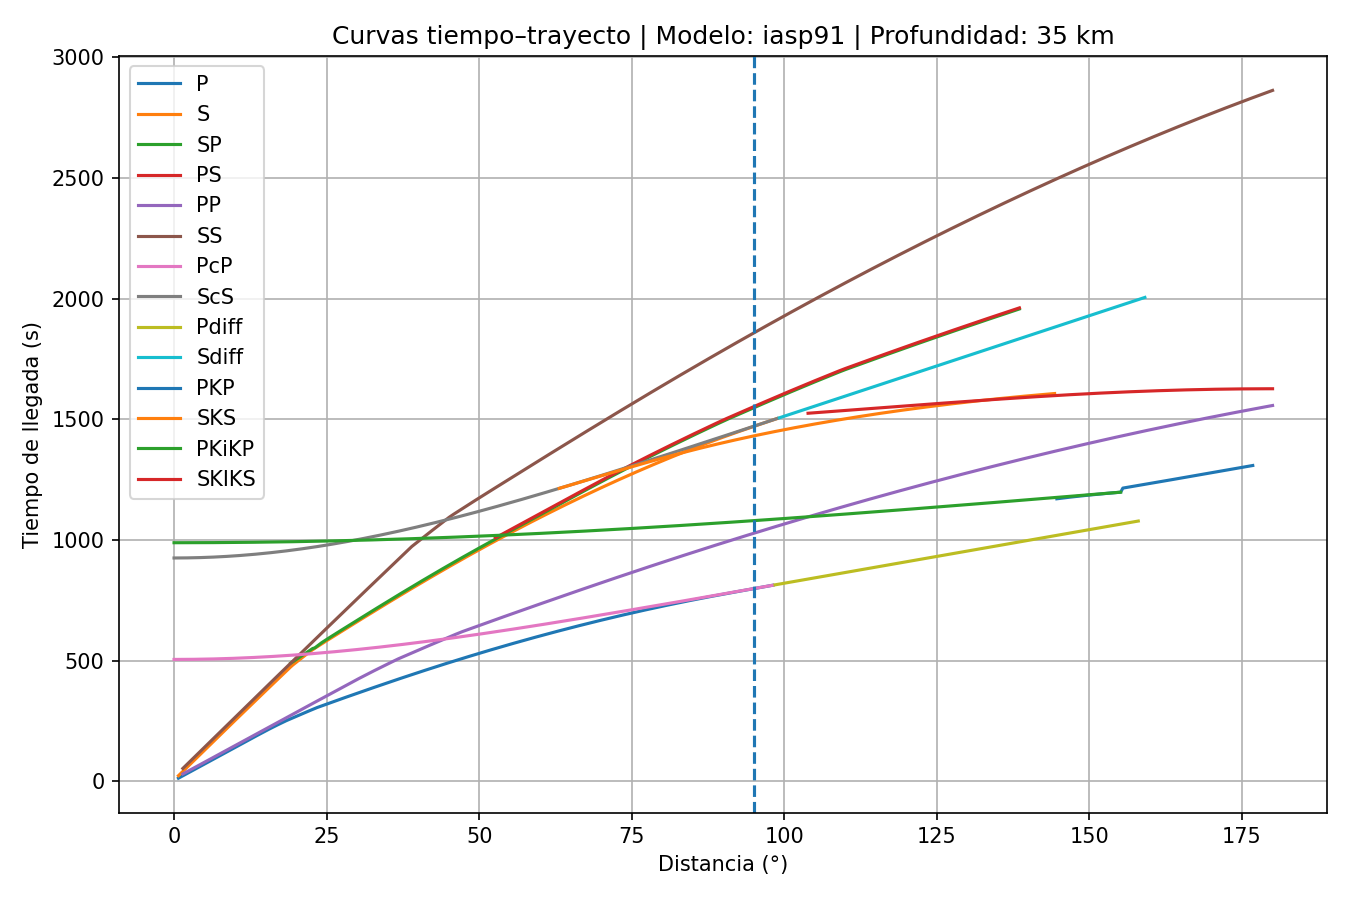 Curvas tiempo–trayecto | Modelo: iasp91 | Profundidad: 35 km
Tiempo de llegada (s)
3000
2500
2000
1500
1000
500
0
P
S
SP
PS
PP
SS
PcP
ScS
Pdiff
Sdiff
PKP
SKS
PKiKP
SKIKS
0 25 50 75 100 125 150 175
Distancia (°)